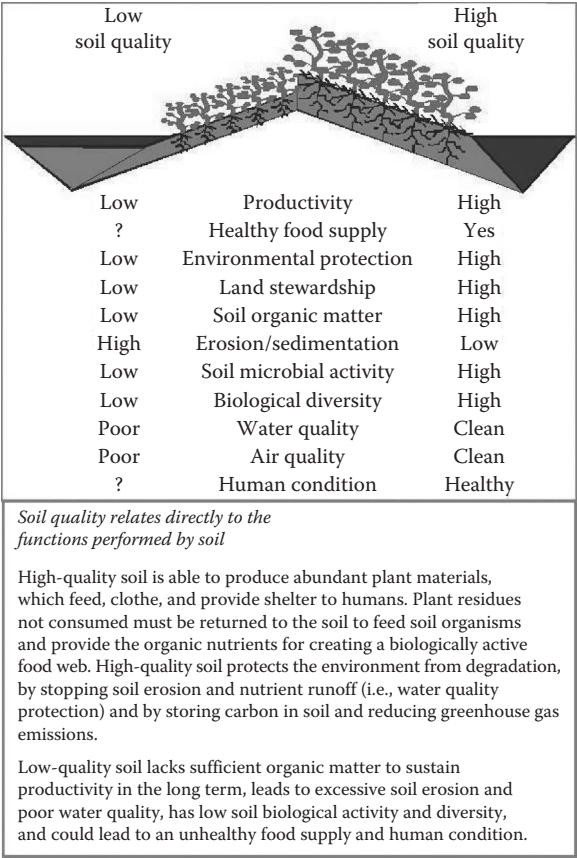 Low High
soil quality soil quality
Low Productivity High
? Healthy food supply Yes
Low Environmental protection High
Low Land stewardship High
Low Soil organic matter High
High Erosion/sedimentation Low
Low Soil microbial activity High
Low Biological diversity High
Poor Water quality Clean
Poor Air quality Clean
? Human condition Healthy
Soil quality relates directly to the
functions performed by soil
High-quality soil is able to produce abundant plant materials,
which feed, clothe, and provide shelter to humans. Plant residues
not consumed must be returned to the soil to feed soil organisms
and provide the organic nutrients for creating a biologically active
food web. High-quality soil protects the environment from degradation,
by stopping soil erosion and nutrient runoff (i.e., water quality
protection) and by storing carbon in soil and reducing greenhouse gas
emissions.
Low-quality soil lacks sufficient organic matter to sustain
productivity in the long term, leads to excessive soil erosion and
poor water quality, has low soil biological activity and diversity,
and could lead to an unhealthy food supply and human condition.